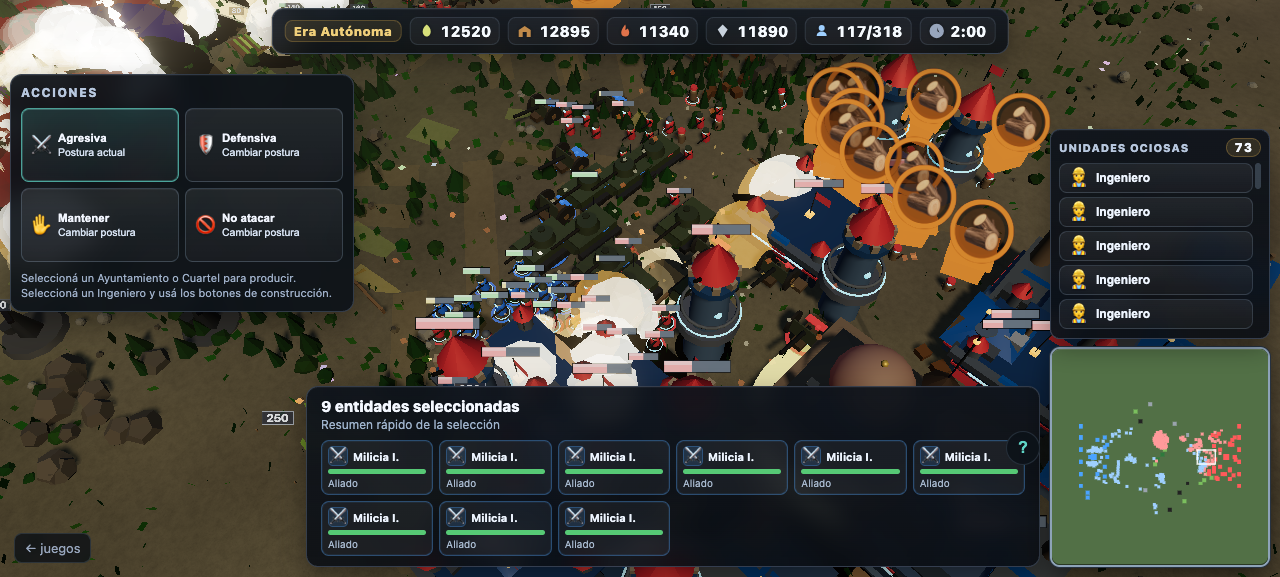 Era Autónoma
12520
12895
11340
11890
117/318
2:00
ACCIONES
Agresiva
Postura actual
Defensiva
Cambiar postura
Mantener
Cambiar postura
No atacar
Cambiar postura
Seleccioná un Ayuntamiento o Cuartel para producir.
Seleccioná un Ingeniero y usá los botones de construcción.
UNIDADES OCIOSAS
73
Ingeniero
Ingeniero
Ingeniero
Ingeniero
Ingeniero
250
9 entidades seleccionadas
Resumen rápido de la selección
?
Milicia I.
Aliado
Milicia I.
Aliado
Milicia I.
Aliado
Milicia I.
Aliado
Milicia I.
Aliado
Milicia I.
Aliado
Milicia I.
Aliado
Milicia I.
Aliado
Milicia I.
Aliado
← juegos